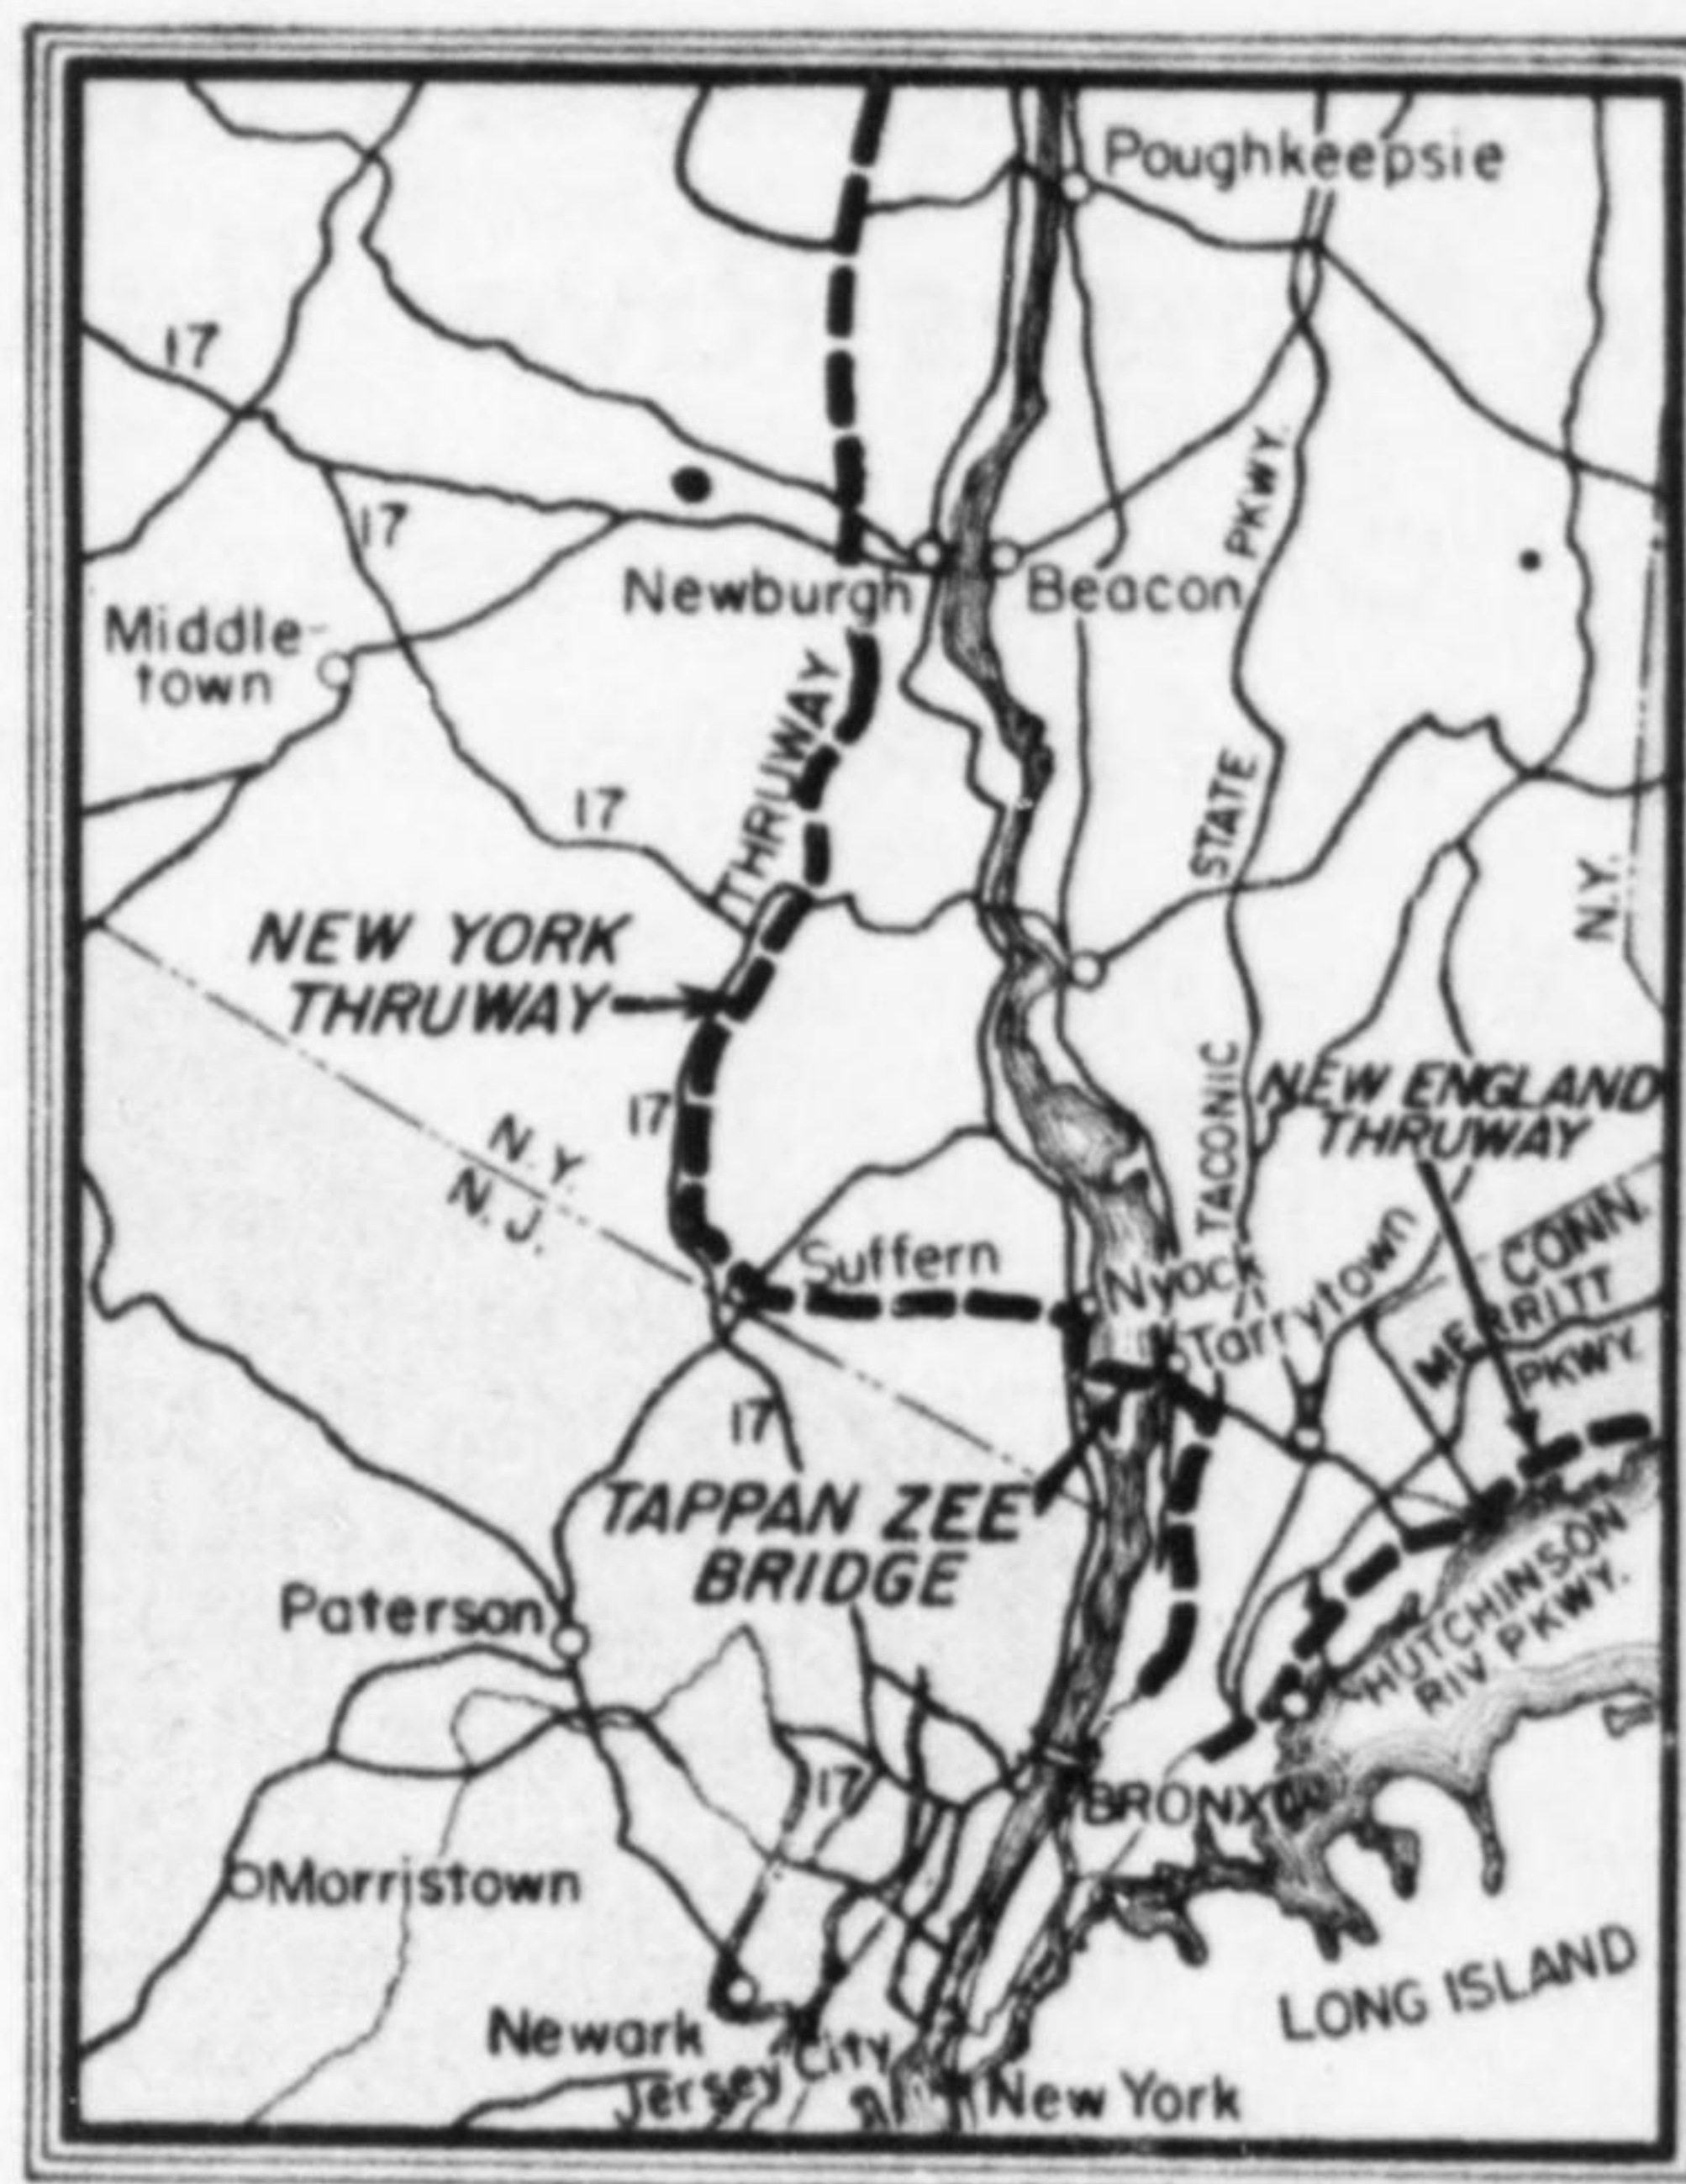 Poughkeepsie
17
17
PKWY.
Newburgh
Beacon
Middle-
town
THRUWAY
17
STATE
N.Y.
NEW YORK
THRUWAY
17
N.Y.
N.J.
TACONIC
NEW ENGLAND
THRUWAY
Suffern
Nyack
Tarrytown
CONN.
MERRITT
PKWY.
17
TAPPAN ZEE
BRIDGE
HUTCHINSON
RIV. PKWY.
Paterson
17
BRONX
Morristown
LONG ISLAND
Newark
Jersey City
New York